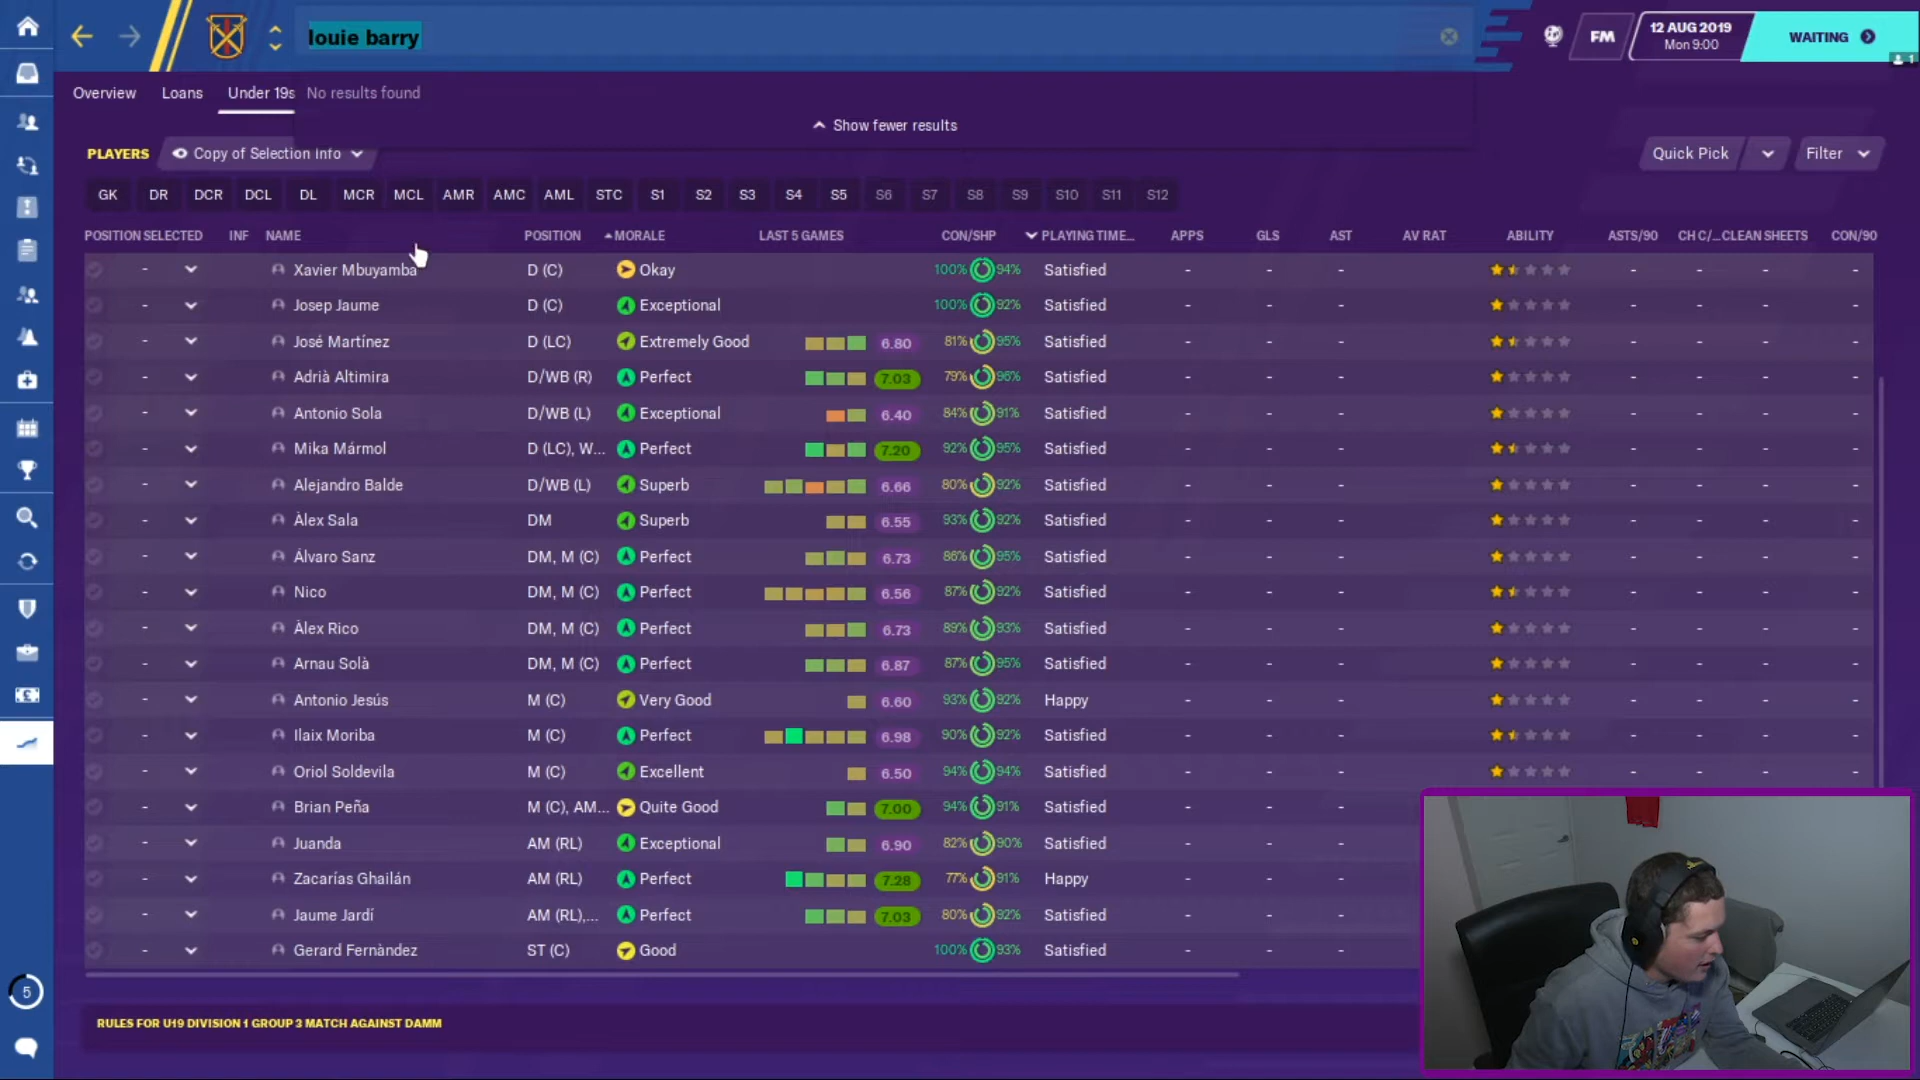 louie barry
FM
12 AUG 2019
Mon 9:00
WAITING
1
Overview Loans Under 19s No results found
Show fewer results
PLAYERS Copy of Selection Info Quick Pick Filter
GK DR DCR DCL DL MCR MCL AMR AMC AML STC S1 S2 S3 S4 S5 S6 S7 S8 S9 S10 S11 S12
POSITION SELECTED INF NAME POSITION MORALE LAST 5 GAMES CON/SHP PLAYING TIME... APPS GLS AST AV RAT ABILITY ASTS/90 CH C/... CLEAN SHEETS CON/90
- Xavier Mbuyamba D (C) Okay 100% 94% Satisfied - - - - - - - -
- Josep Jaume D (C) Exceptional 100% 92% Satisfied - - - - - - - -
- José Martínez D (LC) Extremely Good 6.80 81% 95% Satisfied - - - - - - - -
- Adrià Altimira D/WB (R) Perfect 7.03 79% 96% Satisfied - - - - - - - -
- Antonio Sola D/WB (L) Exceptional 6.40 84% 91% Satisfied - - - - - - - -
- Mika Mármol D (LC), W... Perfect 7.20 92% 95% Satisfied - - - - - - - -
- Alejandro Balde D/WB (L) Superb 6.66 80% 92% Satisfied - - - - - - - -
- Àlex Sala DM Superb 6.55 93% 92% Satisfied - - - - - - - -
- Álvaro Sanz DM, M (C) Perfect 6.73 86% 95% Satisfied - - - - - - - -
- Nico DM, M (C) Perfect 6.56 87% 92% Satisfied - - - - - - - -
- Àlex Rico DM, M (C) Perfect 6.73 89% 93% Satisfied - - - - - - - -
- Arnau Solà DM, M (C) Perfect 6.87 87% 95% Satisfied - - - - - - - -
- Antonio Jesús M (C) Very Good 6.60 93% 92% Happy - - - - - - - -
- Ilaix Moriba M (C) Perfect 6.98 90% 92% Satisfied - - - - - - - -
- Oriol Soldevila M (C) Excellent 6.50 94% 94% Satisfied - - - - - - - -
- Brian Peña M (C), AM... Quite Good 7.00 94% 91% Satisfied - - -
- Juanda AM (RL) Exceptional 6.90 82% 90% Satisfied - - -
- Zacarías Ghailán AM (RL) Perfect 7.28 77% 91% Happy - - -
- Jaume Jardí AM (RL),... Perfect 7.03 80% 92% Satisfied - - -
- Gerard Fernàndez ST (C) Good 100% 93% Satisfied - - -
5
RULES FOR U19 DIVISION 1 GROUP 3 MATCH AGAINST DAMM